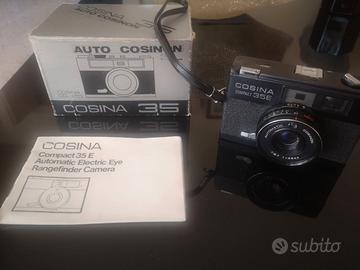 AUTO COSINON
COSINA 35
COSINA
COMPACT 35E
COSINA
Compact 35 E
Automatic Electric Eye
Rangefinder Camera
subito